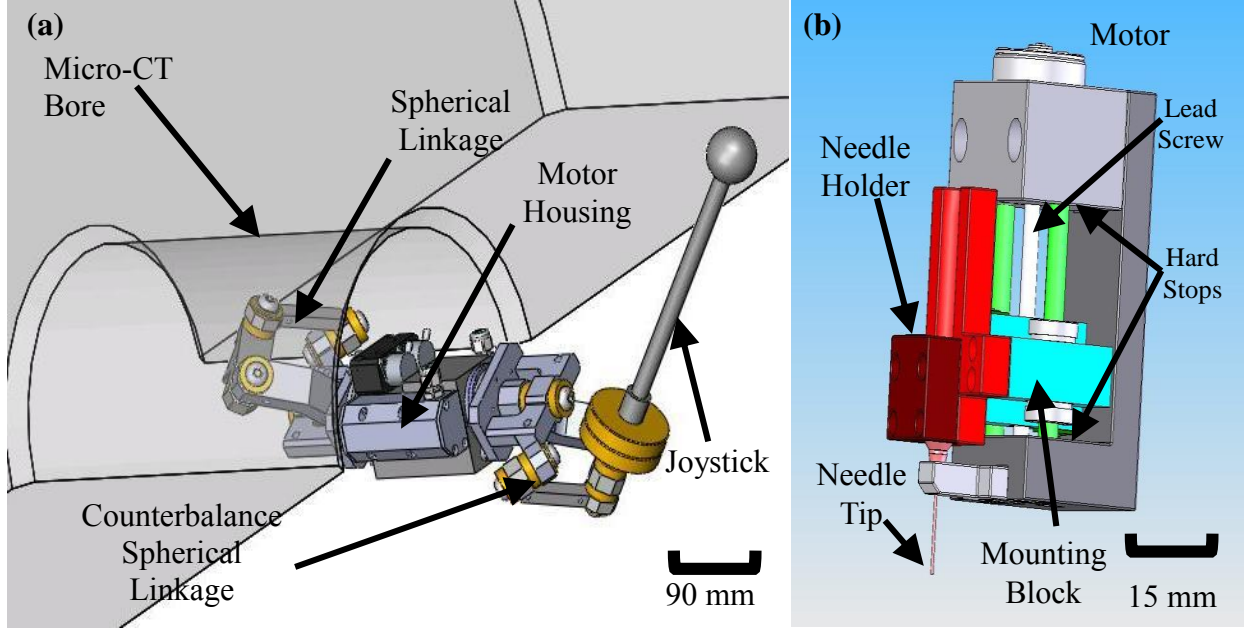 (a)
Micro-CT
Bore
Spherical
Linkage
Motor
Housing
Joystick
Counterbalance
Spherical
Linkage
90 mm
(b)
Motor
Lead
Screw
Needle
Holder
Hard
Stops
Needle
Tip
Mounting
Block
15 mm